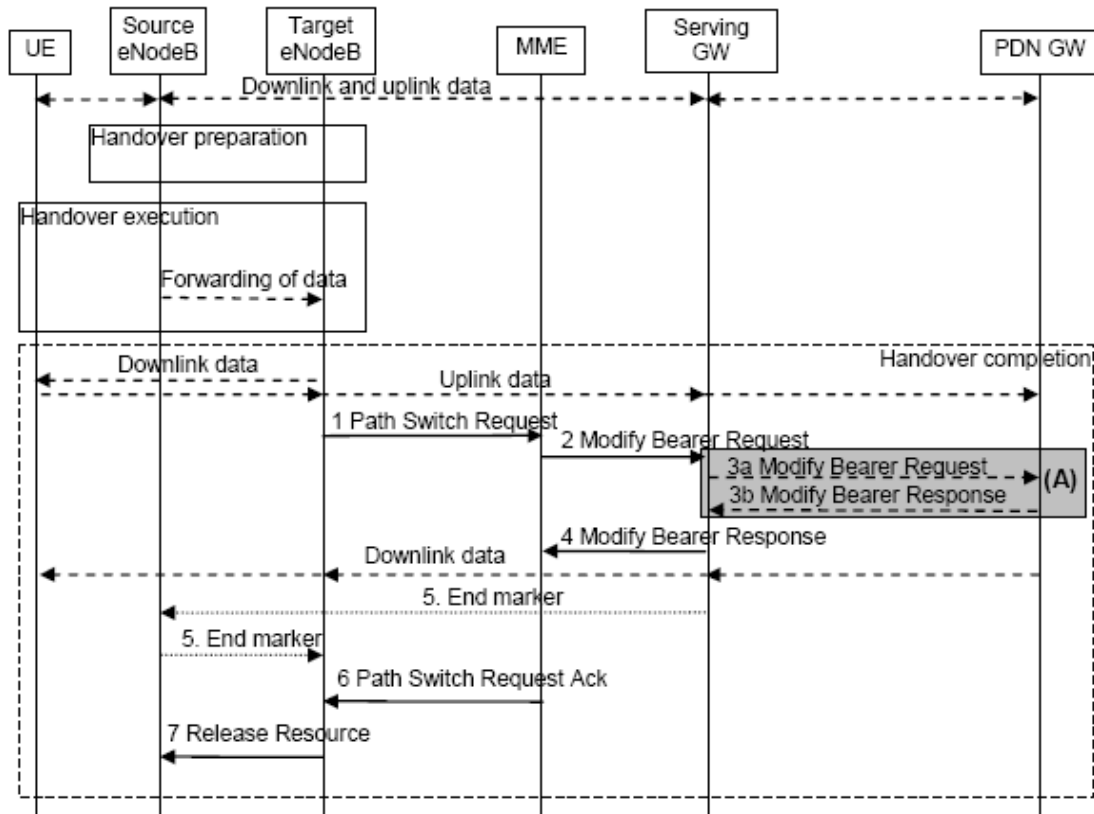 UE
Source
eNodeB
Target
eNodeB
MME
Serving
GW
PDN GW
Downlink and uplink data
Handover preparation
Handover execution
Forwarding of data
Downlink data
Handover completion
Uplink data
1 Path Switch Request
2 Modify Bearer Request
3a Modify Bearer Request
(A)
3b Modify Bearer Response
4 Modify Bearer Response
Downlink data
5. End marker
5. End marker
6 Path Switch Request Ack
7 Release Resource